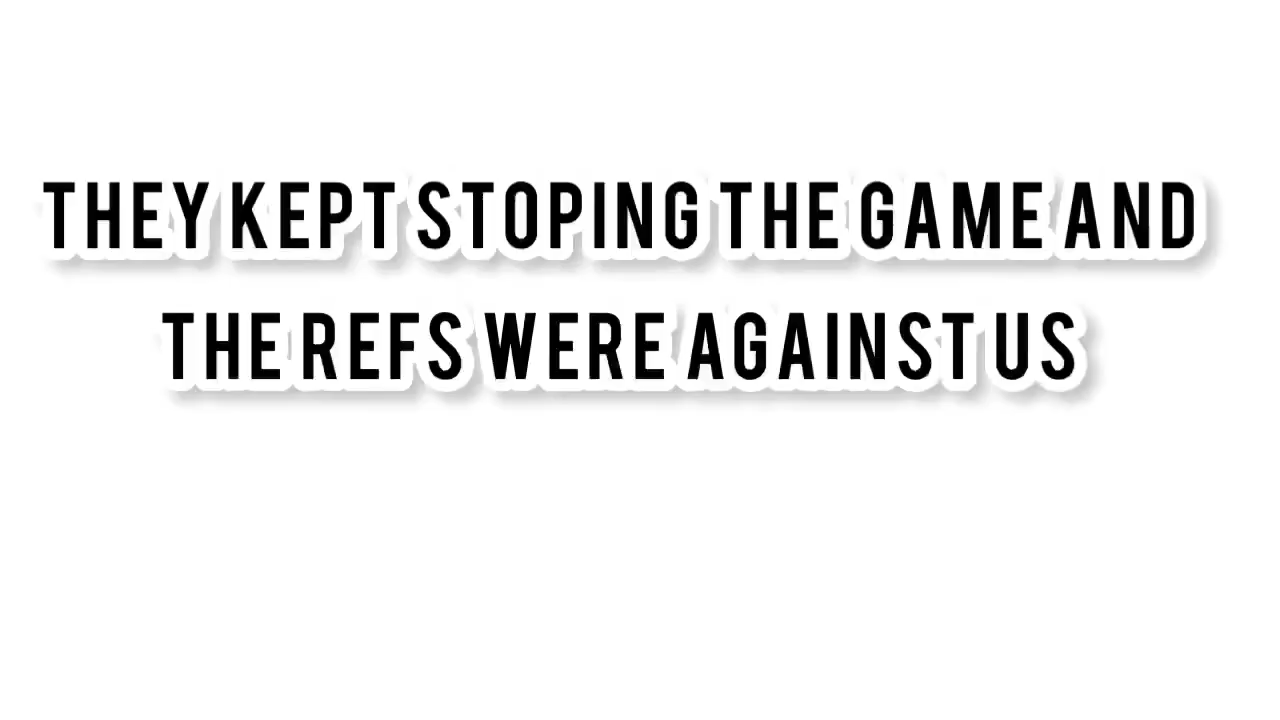 THEY KEPT STOPING THE GAME AND
THE REFS WERE AGAINST US